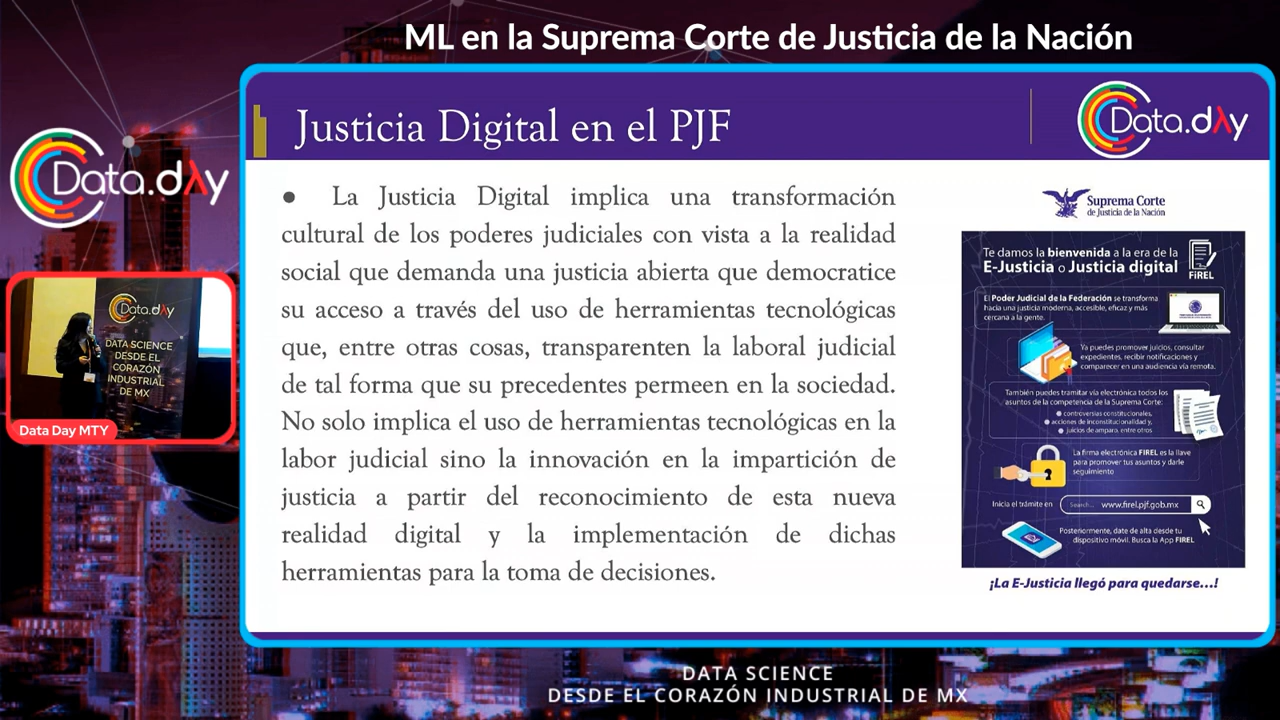 ML en la Suprema Corte de Justicia de la Nación
Data.day
Justicia Digital en el PJF
Data.day
● La Justicia Digital implica una transformación
cultural de los poderes judiciales con vista a la realidad
social que demanda una justicia abierta que democratice
su acceso a través del uso de herramientas tecnológicas
que, entre otras cosas, transparenten la laboral judicial
de tal forma que su precedentes permeen en la sociedad.
No solo implica el uso de herramientas tecnológicas en la
labor judicial sino la innovación en la impartición de
justicia a partir del reconocimiento de esta nueva
realidad digital y la implementación de dichas
herramientas para la toma de decisiones.
Suprema Corte
de Justicia de la Nación
Te damos la bienvenida a la era de la
E-Justicia o Justicia digital
FIREL
El Poder Judicial de la Federación se transforma
hacia una justicia moderna, accesible, eficaz y más
cercana a la gente.
Ya puedes promover juicios, consultar
expedientes, recibir notificaciones y
comparecer en una audiencia vía remota.
También puedes tramitar vía electrónica todos los
asuntos de la competencia de la Suprema Corte:
● controversias constitucionales,
● acciones de inconstitucionalidad y,
● juicios de amparo, entre otros
La firma electrónica FIREL es la llave
para promover tus asuntos y darle
seguimiento
Inicia el trámite en
Search... www.firel.pjf.gob.mx
Posteriormente, date de alta desde tu
dispositivo móvil. Busca la App FIREL
¡La E-Justicia llegó para quedarse...!
Data.day
DATA SCIENCE
DESDE EL
CORAZÓN
INDUSTRIAL
DE MX
Data Day MTY
DATA SCIENCE
DESDE EL CORAZÓN INDUSTRIAL DE MX